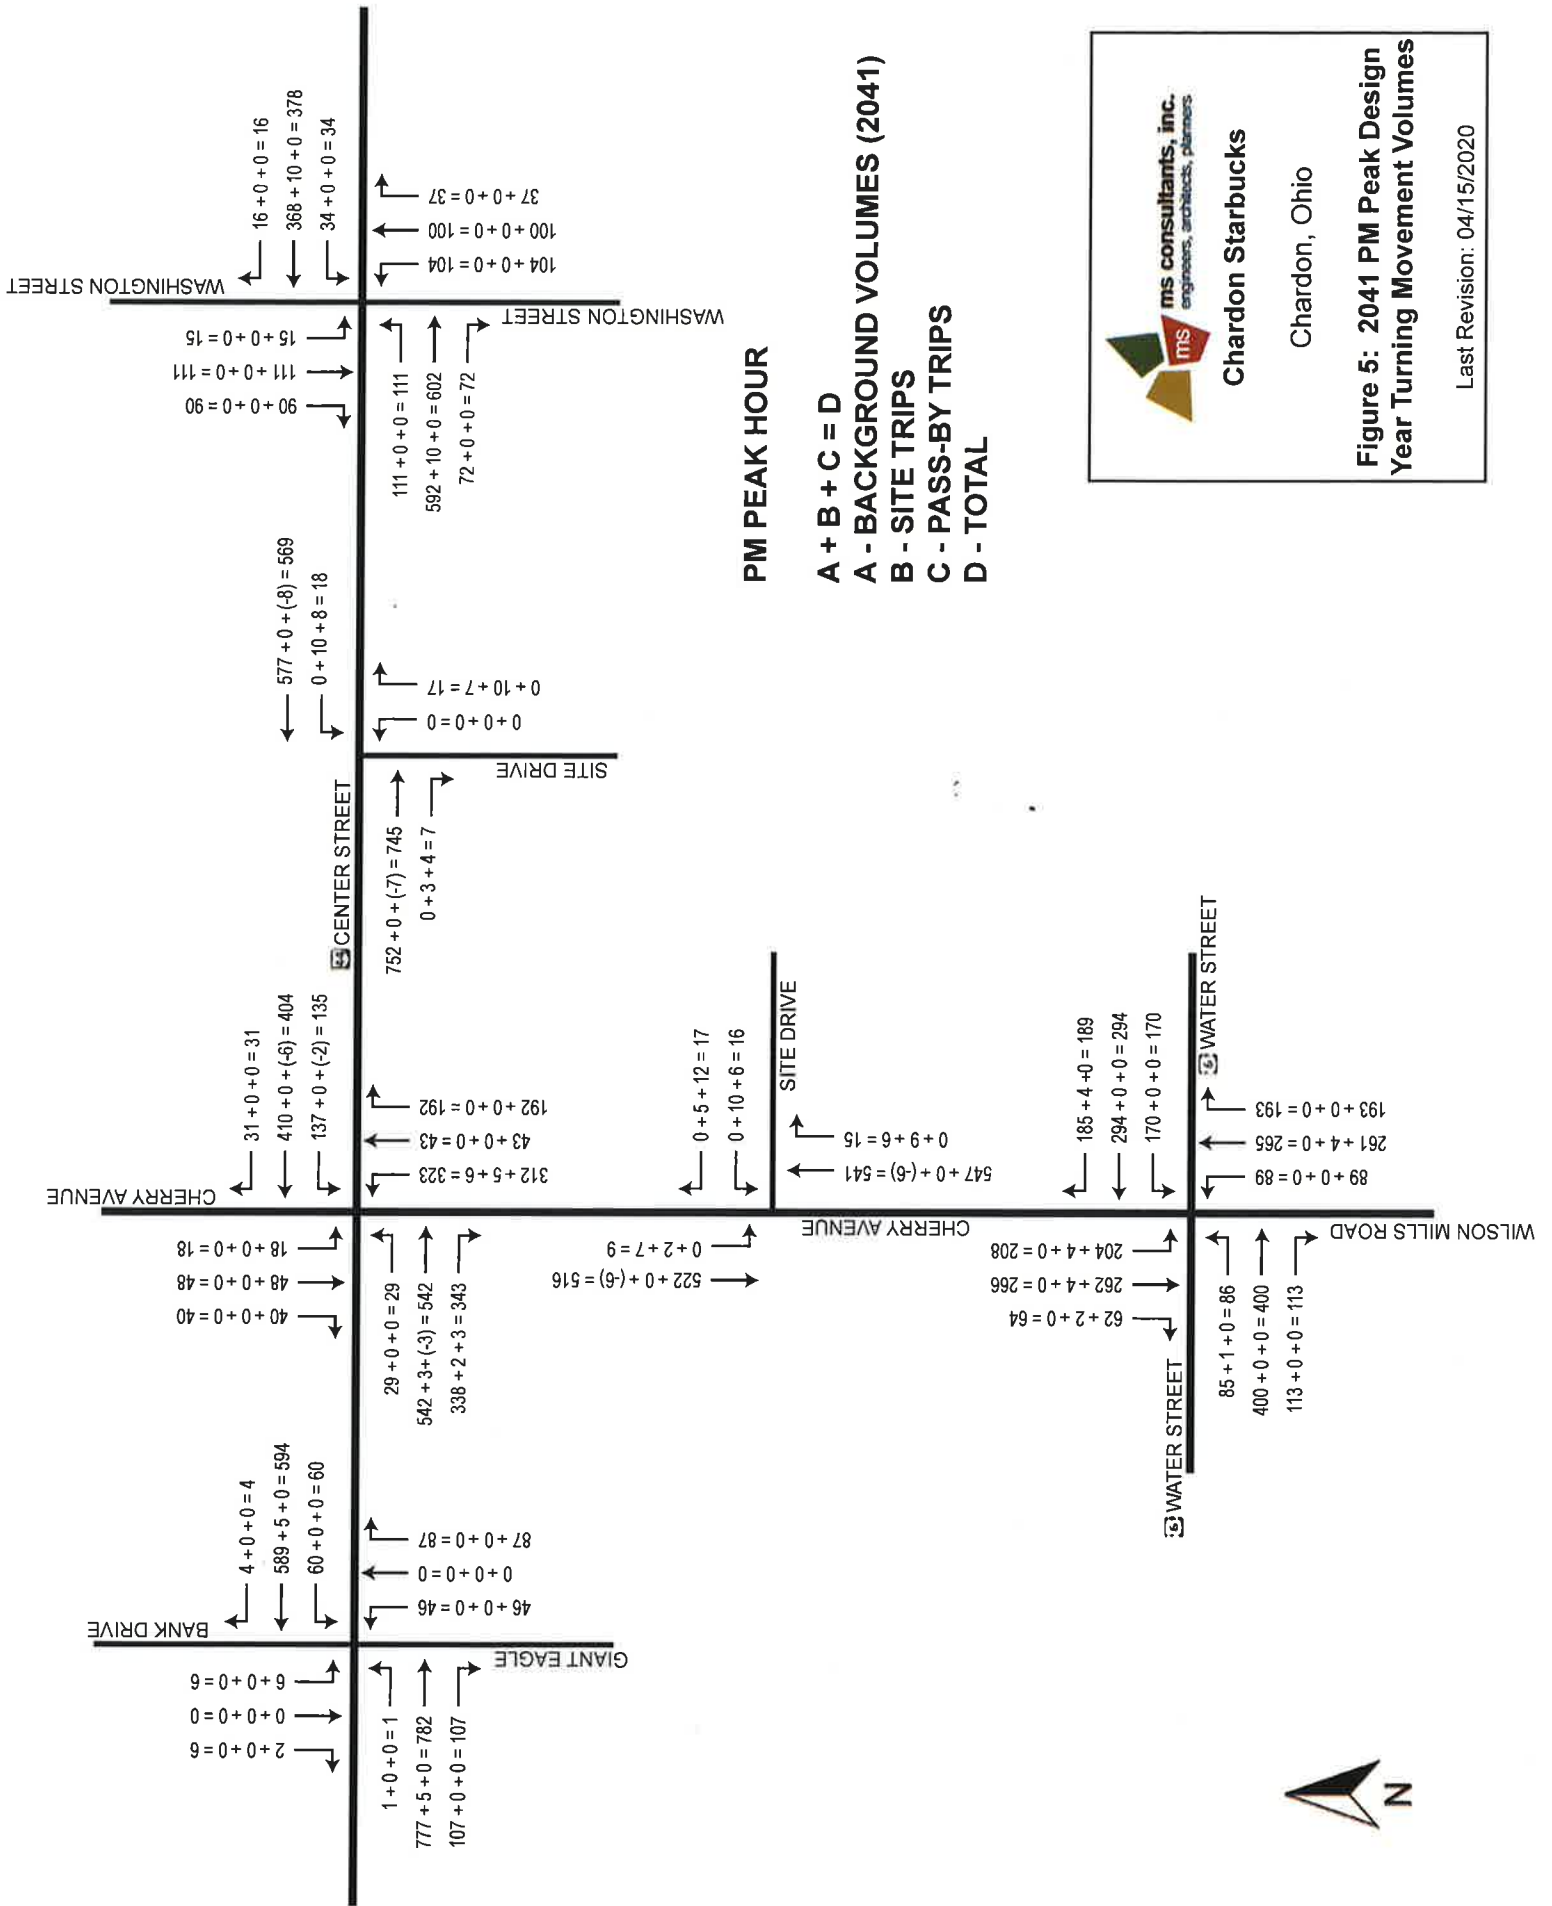 WASHINGTON STREET
16 + 0 + 0 = 16
368 + 10 + 0 = 378
34 + 0 + 0 = 34
15 + 0 + 0 = 15
111 + 0 + 0 = 111
90 + 0 + 0 = 90
37 + 0 + 0 = 37
100 + 0 + 0 = 100
104 + 0 + 0 = 104
WASHINGTON STREET
111 + 0 + 0 = 111
592 + 10 + 0 = 602
72 + 0 + 0 = 72
577 + 0 + (-8) = 569
0 + 10 + 8 = 18
0 + 10 + 7 = 17
0 + 0 + 0 = 0
SITE DRIVE
752 + 0 + (-7) = 745
0 + 3 + 4 = 7
CENTER STREET
CHERRY AVENUE
31 + 0 + 0 = 31
410 + 0 + (-6) = 404
137 + 0 + (-2) = 135
18 + 0 + 0 = 18
48 + 0 + 0 = 48
40 + 0 + 0 = 40
192 + 0 + 0 = 192
43 + 0 + 0 = 43
312 + 5 + 6 = 323
29 + 0 + 0 = 29
542 + 3+ (-3) = 542
338 + 2 + 3 = 343
BANK DRIVE
4 + 0 + 0 = 4
589 + 5 + 0 = 594
60 + 0 + 0 = 60
6 + 0 + 0 = 6
0 + 0 + 0 = 0
2 + 0 + 0 = 6
87 + 0 + 0 = 87
0 + 0 + 0 = 0
46 + 0 + 0 = 46
GIANT EAGLE
1 + 0 + 0 = 1
777 + 5 + 0 = 782
107 + 0 + 0 = 107
0 + 5 + 12 = 17
0 + 10 + 6 = 16
SITE DRIVE
0 + 9 + 6 = 15
547 + 0 + (-6) = 541
CHERRY AVENUE
0 + 2 + 7 = 9
522 + 0 + (-6) = 516
185 + 4 +0 = 189
294 + 0 + 0 = 294
170 + 0 + 0 = 170
6 WATER STREET
204 + 4 + 0 = 208
262 + 4 + 0 = 266
62 + 2 + 0 = 64
193 + 0 + 0 = 193
261 + 4 + 0 = 265
89 + 0 + 0 = 89
6 WATER STREET
85 + 1 + 0 = 86
400 + 0 + 0 = 400
113 + 0 + 0 = 113
WILSON MILLS ROAD
PM PEAK HOUR
A + B + C = D
A - BACKGROUND VOLUMES (2041)
B - SITE TRIPS
C - PASS-BY TRIPS
D - TOTAL
ms
ms consultants, inc.
engineers, architects, planners
Chardon Starbucks
Chardon, Ohio
Figure 5: 2041 PM Peak Design
Year Turning Movement Volumes
Last Revision: 04/15/2020
N